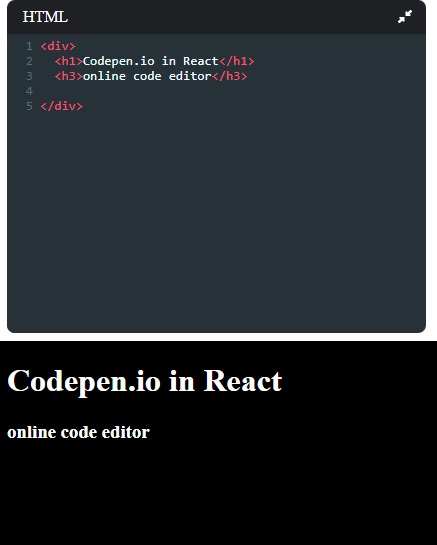 HTML
1 <div>
2   <h1>Codepen.io in React</h1>
3   <h3>online code editor</h3>
4
5 </div>
Codepen.io in React
online code editor